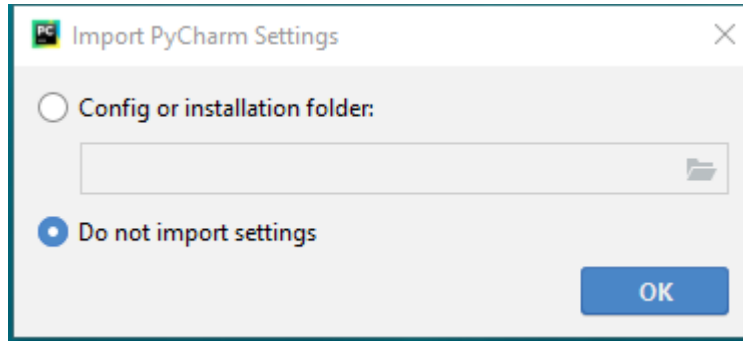 PC
Import PyCharm Settings
Config or installation folder:
Do not import settings
OK